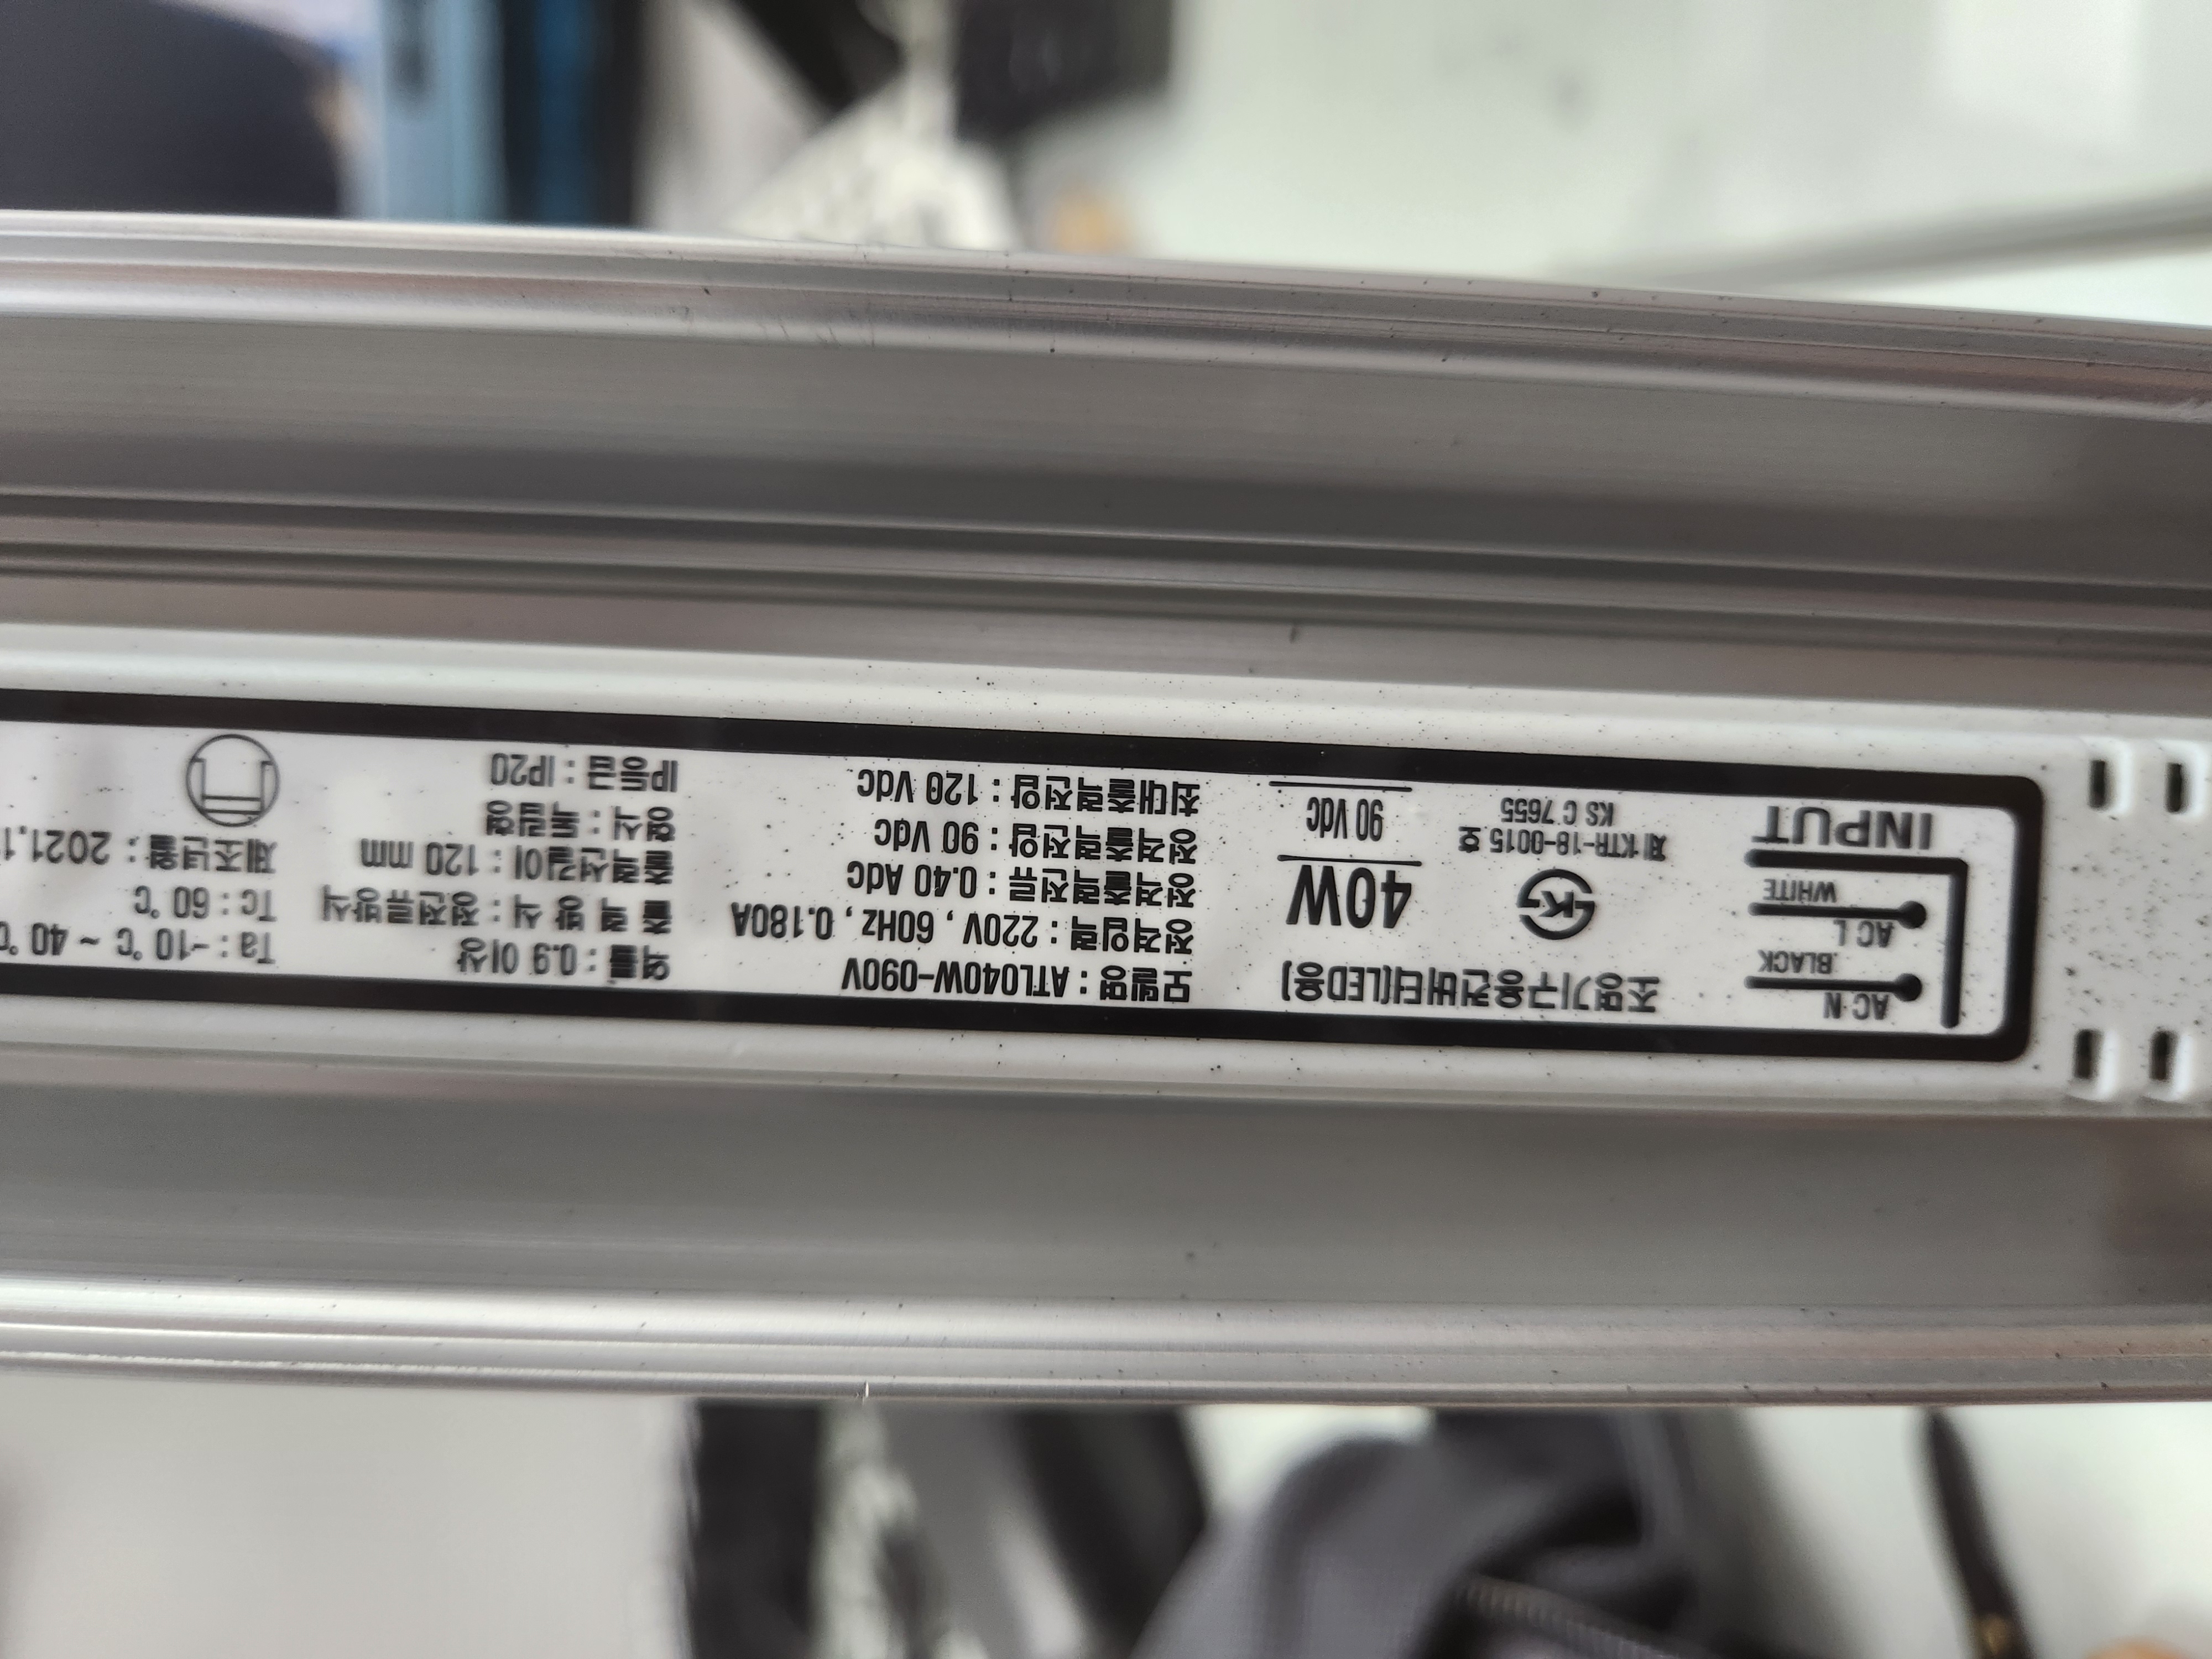 AC N
BLACK
AC L
WHITE
INPUT
조명기구용컨버터(LED용)
제 KTR-18-0015 호
KS C 7655
40W
90 Vdc
모델명 : ATL040W-090V
정격입력 : 220V, 60Hz, 0.180A
정격출력전류 : 0.40 Adc
정격출력전압 : 90 Vdc
최대출력전압 : 120 Vdc
역률 : 0.9 이상
출 력 방 식 : 정전류방식
출력선길이 : 120 mm
형식 : 독립형
IP등급 : IP20
Ta : -10 ℃ ~ 40 ℃
Tc : 60 ℃
제조년월 : 2021.1